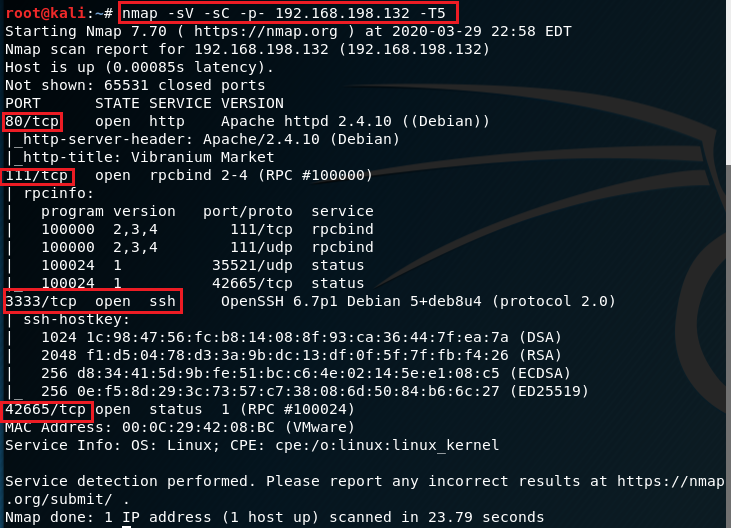 root@kali:~# nmap -sV -sC -p- 192.168.198.132 -T5
Starting Nmap 7.70 ( https://nmap.org ) at 2020-03-29 22:58 EDT
Nmap scan report for 192.168.198.132 (192.168.198.132)
Host is up (0.00085s latency).
Not shown: 65531 closed ports
PORT      STATE SERVICE VERSION
80/tcp    open  http    Apache httpd 2.4.10 ((Debian))
|_http-server-header: Apache/2.4.10 (Debian)
|_http-title: Vibranium Market
111/tcp   open  rpcbind 2-4 (RPC #100000)
| rpcinfo:
|   program version   port/proto  service
|   100000  2,3,4        111/tcp  rpcbind
|   100000  2,3,4        111/udp  rpcbind
|   100024  1          35521/udp  status
|_  100024  1          42665/tcp  status
3333/tcp  open  ssh     OpenSSH 6.7p1 Debian 5+deb8u4 (protocol 2.0)
| ssh-hostkey:
|   1024 1c:98:47:56:fc:b8:14:08:8f:93:ca:36:44:7f:ea:7a (DSA)
|   2048 f1:d5:04:78:d3:3a:9b:dc:13:df:0f:5f:7f:fb:f4:26 (RSA)
|   256 d8:34:41:5d:9b:fe:51:bc:c6:4e:02:14:5e:e1:08:c5 (ECDSA)
|_  256 0e:f5:8d:29:3c:73:57:c7:38:08:6d:50:84:b6:6c:27 (ED25519)
42665/tcp open  status  1 (RPC #100024)
MAC Address: 00:0C:29:42:08:BC (VMware)
Service Info: OS: Linux; CPE: cpe:/o:linux:linux_kernel
Service detection performed. Please report any incorrect results at https://nmap
.org/submit/ .
Nmap done: 1 IP address (1 host up) scanned in 23.79 seconds